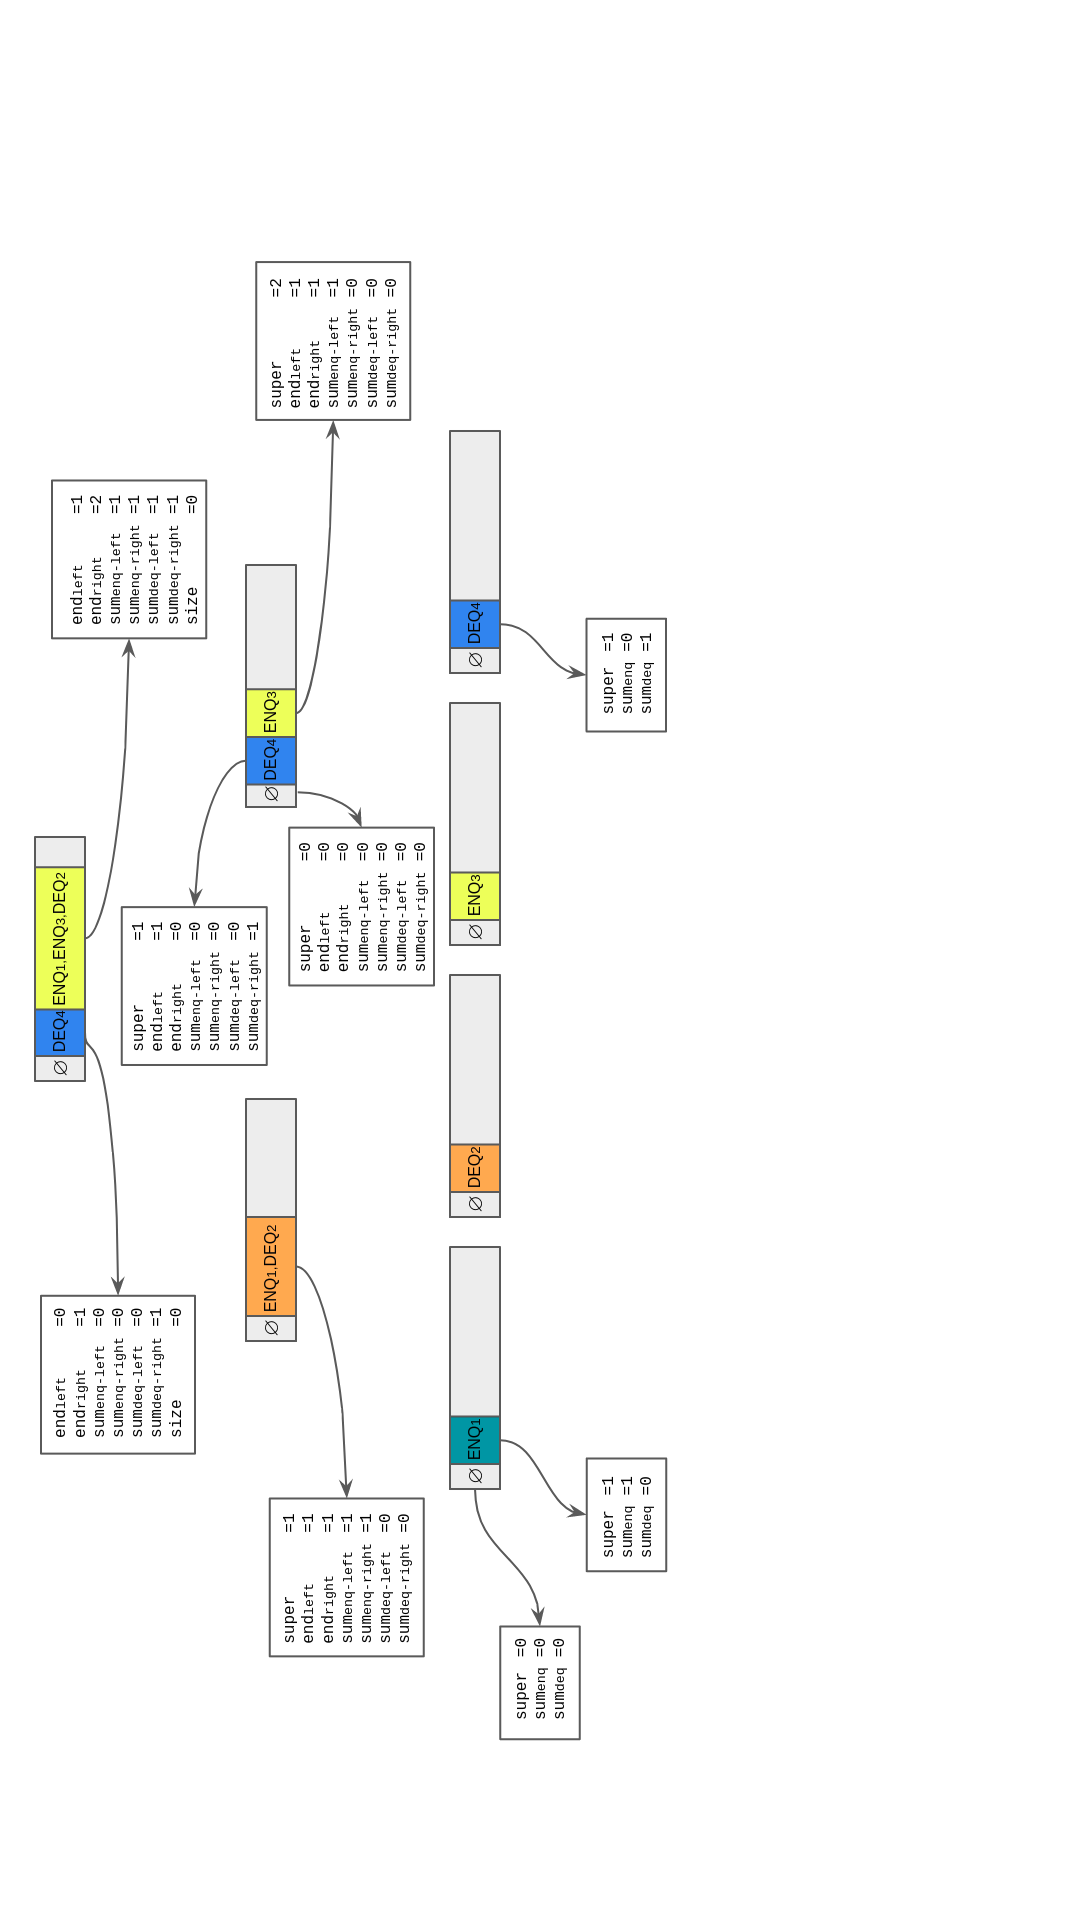 ∅ DEQ4 ENQ1,ENQ3,DEQ2
endleft =0
endright =1
sumenq-left =0
sumenq-right =0
sumdeq-left =0
sumdeq-right =1
size =0
endleft =1
endright =2
sumenq-left =1
sumenq-right =1
sumdeq-left =1
sumdeq-right =1
size =0
super =1
endleft =1
endright =0
sumenq-left =0
sumenq-right =0
sumdeq-left =0
sumdeq-right =1
∅ ENQ1,DEQ2
∅ DEQ4 ENQ3
super =2
endleft =1
endright =1
sumenq-left =1
sumenq-right =0
sumdeq-left =0
sumdeq-right =0
super =1
endleft =1
endright =1
sumenq-left =1
sumenq-right =1
sumdeq-left =0
sumdeq-right =0
super =0
endleft =0
endright =0
sumenq-left =0
sumenq-right =0
sumdeq-left =0
sumdeq-right =0
∅ ENQ1
∅ DEQ2
∅ ENQ3
∅ DEQ4
super =0
sumenq =0
sumdeq =0
super =1
sumenq =1
sumdeq =0
super =1
sumenq =0
sumdeq =1